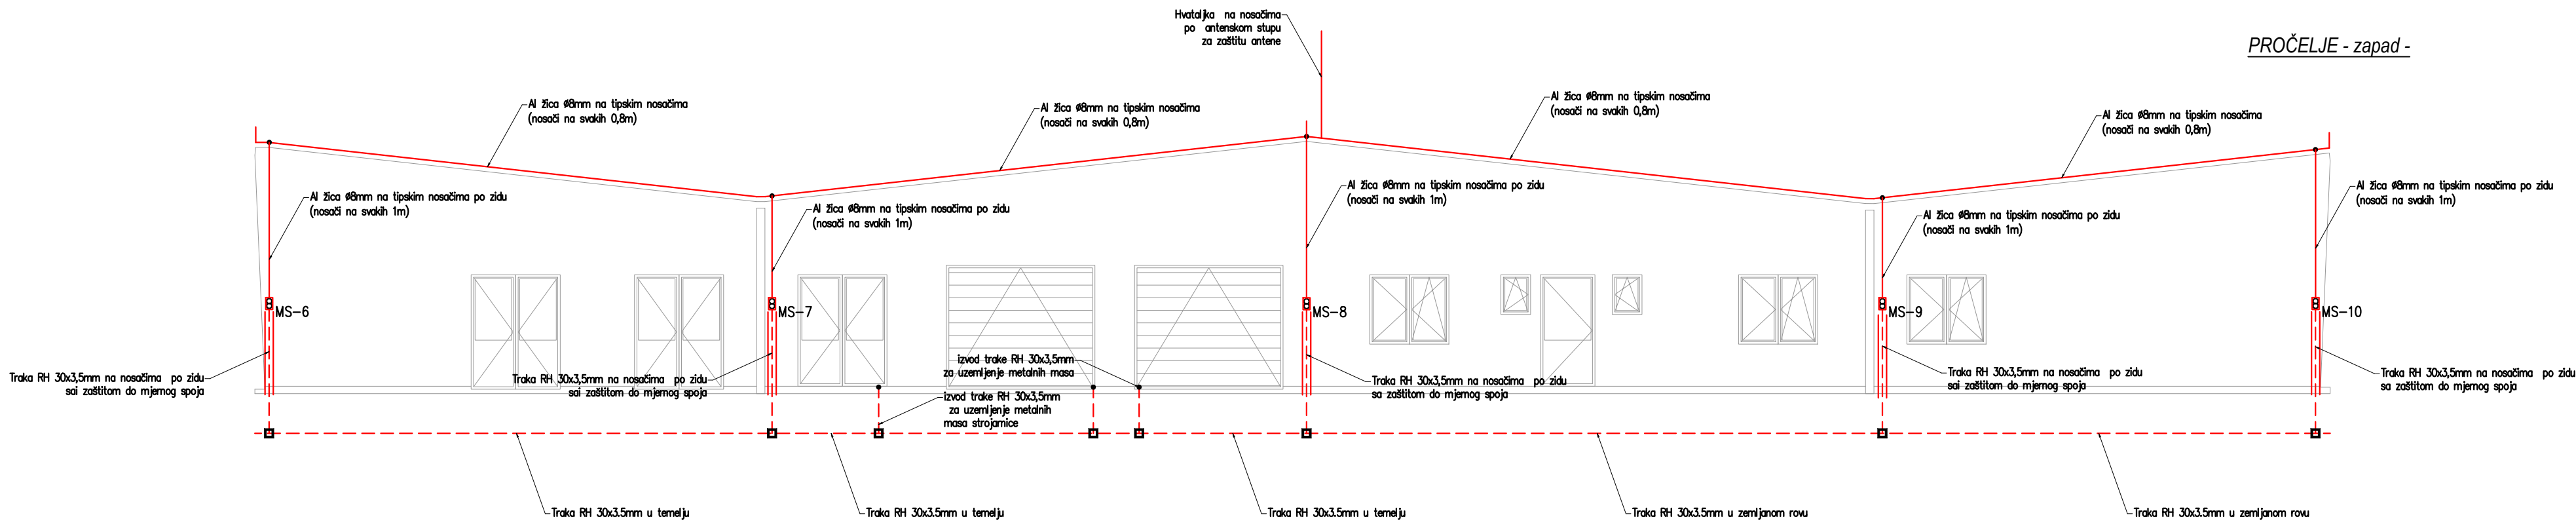 Hvataljka na nosačima
po antenskom stupu
za zaštitu antene
PROČELJE - zapad -
Al žica Ø8mm na tipskim nosačima
(nosači na svakih 0,8m)
Al žica Ø8mm na tipskim nosačima
(nosači na svakih 0,8m)
Al žica Ø8mm na tipskim nosačima
(nosači na svakih 0,8m)
Al žica Ø8mm na tipskim nosačima
(nosači na svakih 0,8m)
Al žica Ø8mm na tipskim nosačima po zidu
(nosači na svakih 1m)
Al žica Ø8mm na tipskim nosačima po zidu
(nosači na svakih 1m)
Al žica Ø8mm na tipskim nosačima po zidu
(nosači na svakih 1m)
Al žica Ø8mm na tipskim nosačima po zidu
(nosači na svakih 1m)
Al žica Ø8mm na tipskim nosačima po zidu
(nosači na svakih 1m)
MS-6
MS-7
MS-8
MS-9
MS-10
Traka RH 30x3,5mm na nosačima po zidu
sai zaštitom do mjernog spoja
Traka RH 30x3,5mm na nosačima po zidu
sai zaštitom do mjernog spoja
izvod trake RH 30x3,5mm
za uzemljenje metalnih masa
izvod trake RH 30x3,5mm
za uzemljenje metalnih
masa strojarnice
Traka RH 30x3,5mm na nosačima po zidu
sa zaštitom do mjernog spoja
Traka RH 30x3,5mm na nosačima po zidu
sai zaštitom do mjernog spoja
Traka RH 30x3,5mm na nosačima po zidu
sa zaštitom do mjernog spoja
Traka RH 30x3.5mm u temelju
Traka RH 30x3.5mm u temelju
Traka RH 30x3.5mm u temelju
Traka RH 30x3.5mm u zemljanom rovu
Traka RH 30x3.5mm u zemljanom rovu